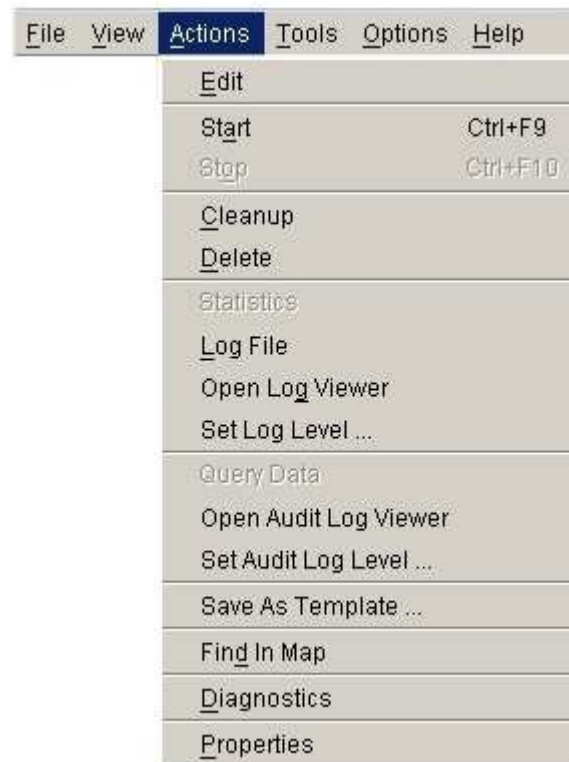 File View Actions Tools Options Help
Edit
Start Ctrl+F9
Stop Ctrl+F10
Cleanup
Delete
Statistics
Log File
Open Log Viewer
Set Log Level ...
Query Data
Open Audit Log Viewer
Set Audit Log Level ...
Save As Template ...
Find In Map
Diagnostics
Properties